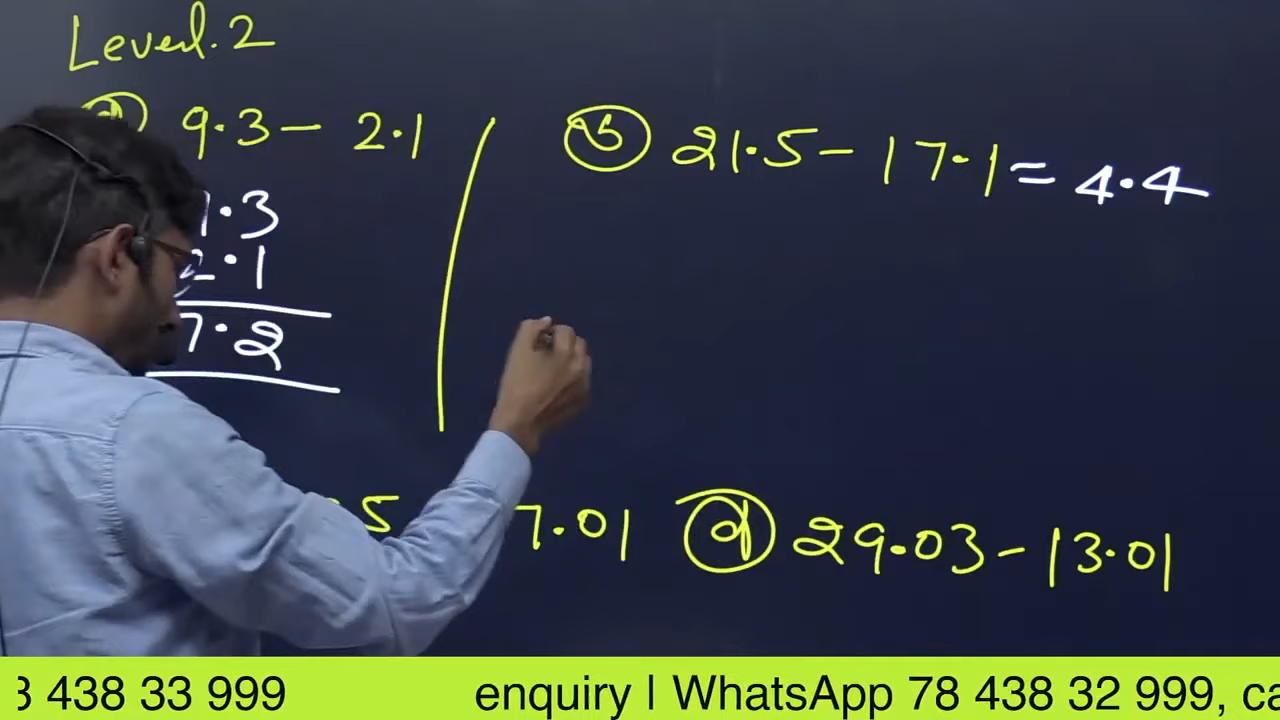 Level.2
9.3 - 2.1
.3
2.1
7.2
ब 21.5 - 17.1 = 4.4
5 7.01
द 29.03 - 13.01
3 438 33 999 enquiry | WhatsApp 78 438 32 999, ca